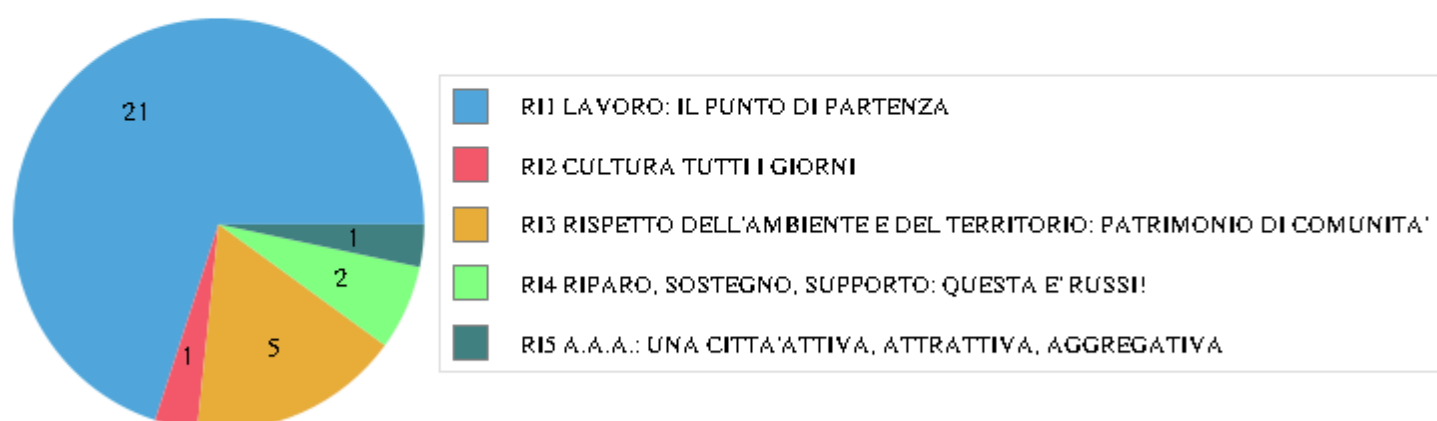 21
1
2
1
5
RI1 LAVORO: IL PUNTO DI PARTENZA
RI2 CULTURA TUTTI I GIORNI
RI3 RISPETTO DELL'AMBIENTE E DEL TERRITORIO: PATRIMONIO DI COMUNITA'
RI4 RIPARO, SOSTEGNO, SUPPORTO: QUESTA E' RUSSI!
RI5 A.A.A.: UNA CITTA'ATTIVA, ATTRATTIVA, AGGREGATIVA